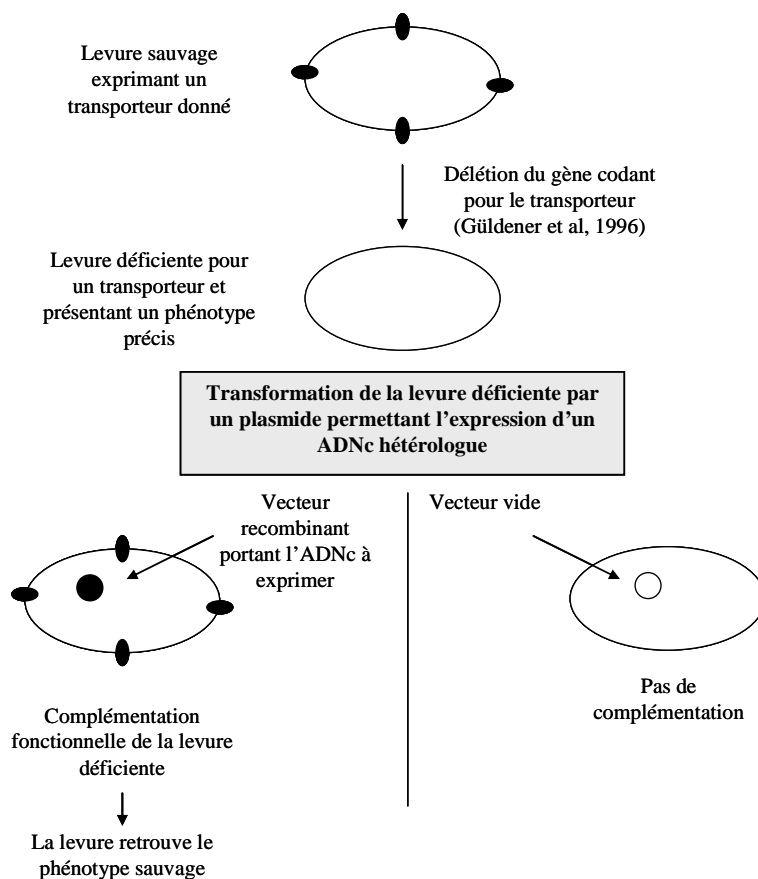 Levure sauvage
exprimant un
transporteur donné
Délétion du gène codant
pour le transporteur
(Güldener et al, 1996)
Levure déficiente pour
un transporteur et
présentant un phénotype
précis
Transformation de la levure déficiente par
un plasmide permettant l’expression d’un
ADNc hétérologue
Vecteur
recombinant
portant l’ADNc à
exprimer
Vecteur vide
Complémentation
fonctionnelle de la levure
déficiente
Pas de
complémentation
La levure retrouve le
phénotype sauvage